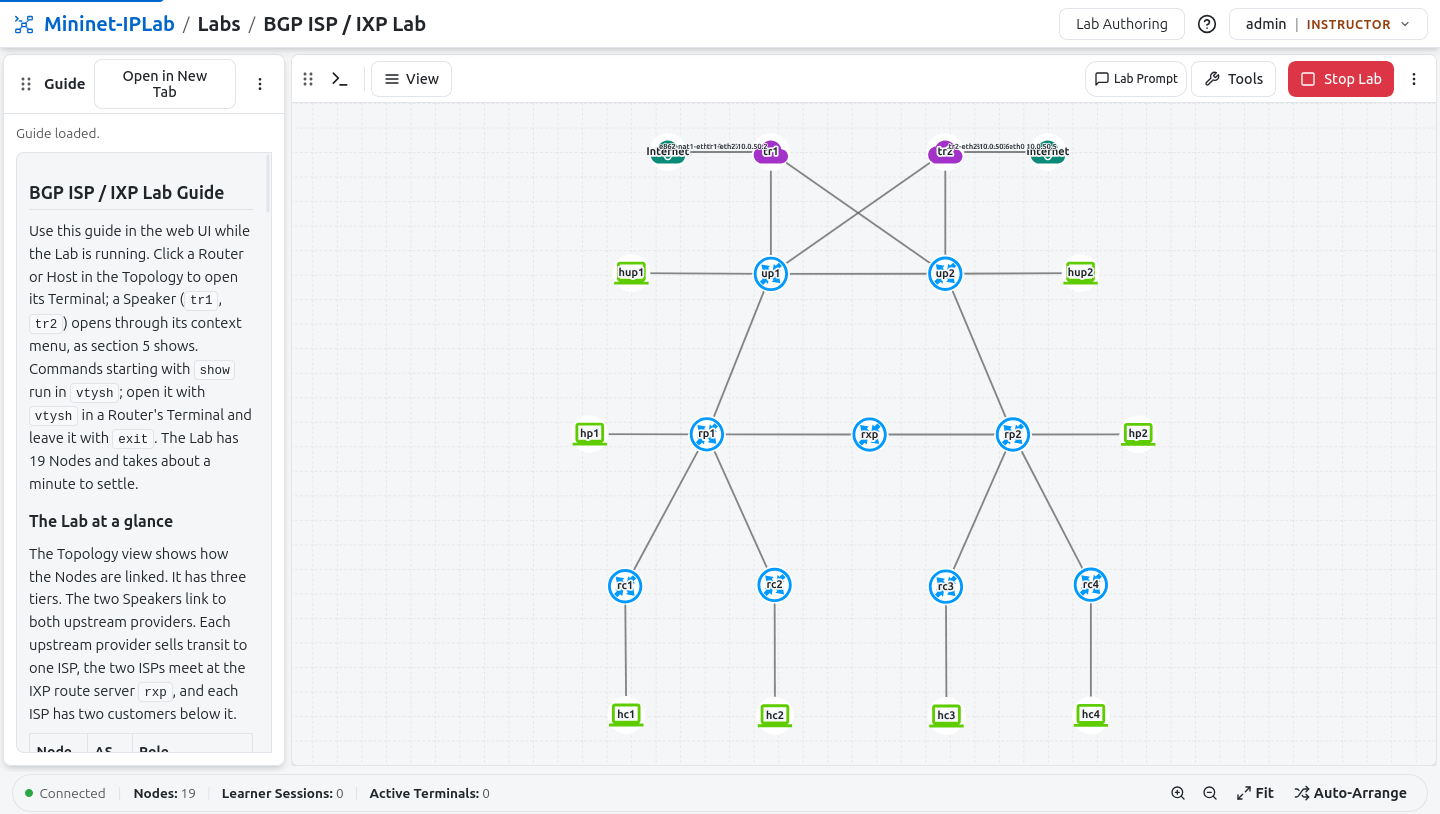 Mininet-IPLab / Labs / BGP ISP / IXP Lab
Lab Authoring
admin | INSTRUCTOR
Guide
Open in New
Tab
View
Lab Prompt
Tools
Stop Lab
Guide loaded.
BGP ISP / IXP Lab Guide
Use this guide in the web UI while
the Lab is running. Click a Router
or Host in the Topology to open
its Terminal; a Speaker ( tr1 ,
tr2 ) opens through its context
menu, as section 5 shows.
Commands starting with show
run in vtysh ; open it with
vtysh in a Router's Terminal and
leave it with exit . The Lab has
19 Nodes and takes about a
minute to settle.
The Lab at a glance
The Topology view shows how
the Nodes are linked. It has three
tiers. The two Speakers link to
both upstream providers. Each
upstream provider sells transit to
one ISP, the two ISPs meet at the
IXP route server rxp , and each
ISP has two customers below it.
Node AS Role
Internet tr1 tr2 Internet
hup1 up1 up2 hup2
hp1 rp1 rxp rp2 hp2
rc1 rc2 rc3 rc4
hc1 hc2 hc3 hc4
Connected
Nodes: 19
Learner Sessions: 0
Active Terminals: 0
Fit
Auto-Arrange